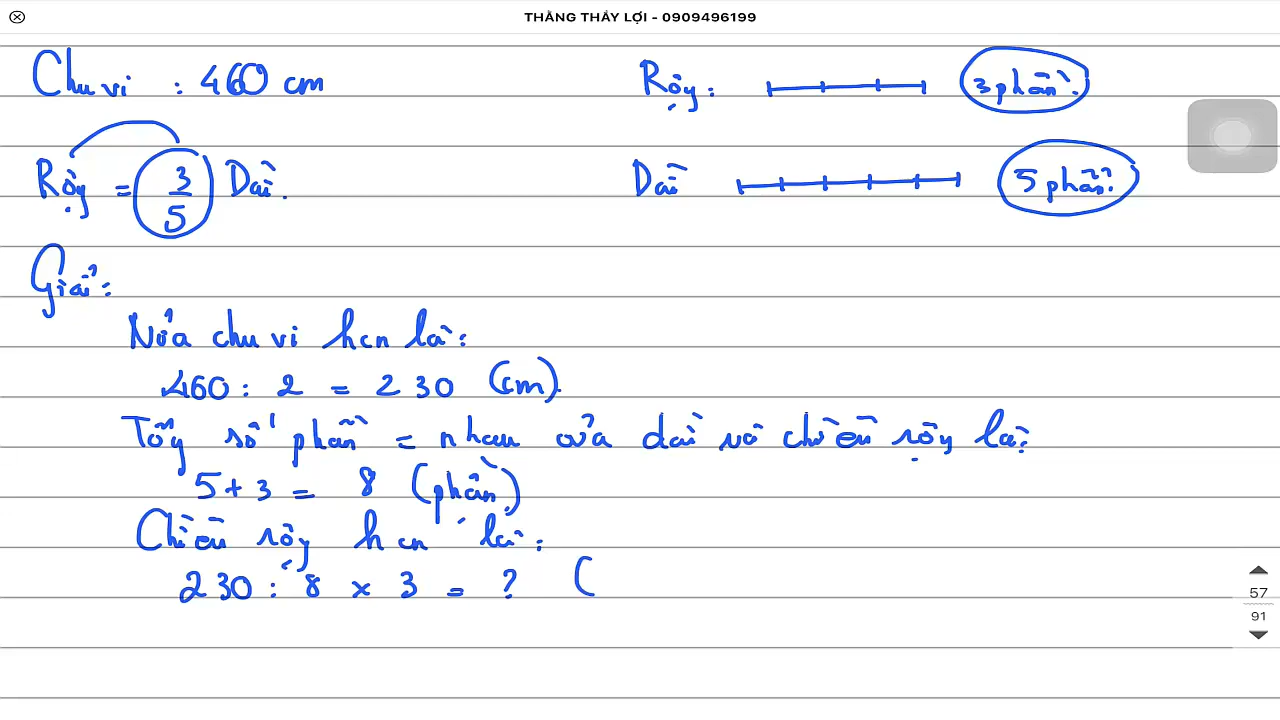 THẰNG THẦY LỢI - 0909496199
Chu vi : 460 cm
Rộng = 3/5 Dài.
Rộng : 3 phần.
Dài 5 phần.
Giải:
Nửa chu vi hcn là:
460 : 2 = 230 (cm).
Tổng số phần = nhau của dài và chiều rộng là:
5 + 3 = 8 (phần)
Chiều rộng hcn là:
230 : 8 x 3 = ? (
57
91